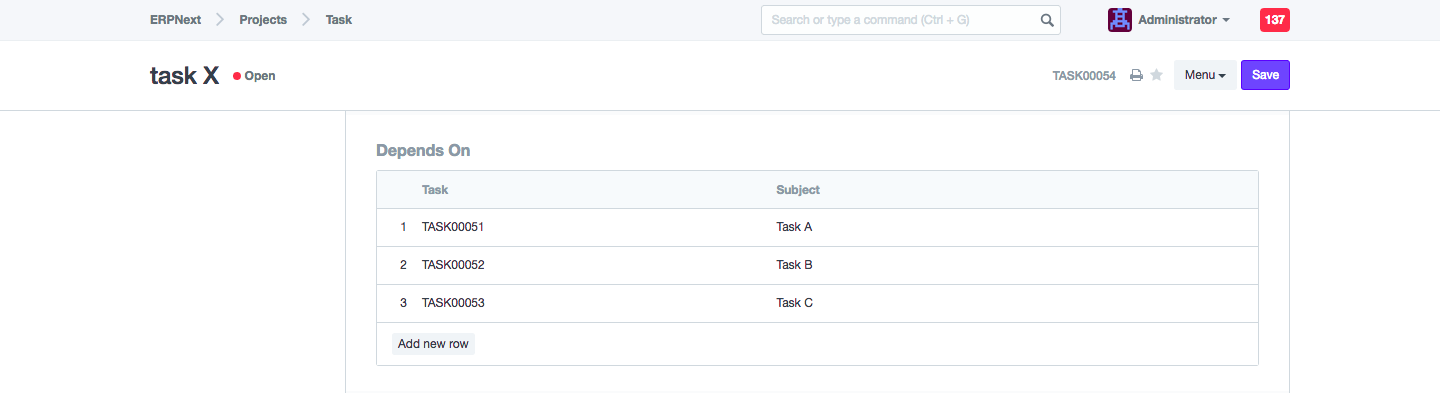 ERPNext Projects Task Search or type a command (Ctrl + G) Administrator 137
task X Open TASK00054 Menu Save
Depends On
Task Subject
1 TASK00051 Task A
2 TASK00052 Task B
3 TASK00053 Task C
Add new row